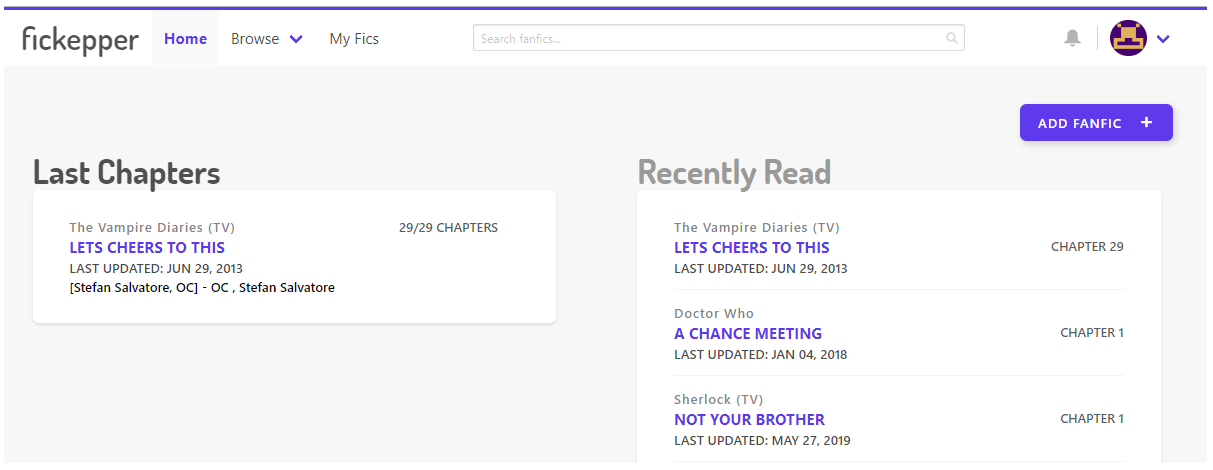 fickepper
Home Browse My Fics
Search fanfics...
ADD FANFIC +
Last Chapters
The Vampire Diaries (TV) 29/29 CHAPTERS
LETS CHEERS TO THIS
LAST UPDATED: JUN 29, 2013
[Stefan Salvatore, OC] - OC , Stefan Salvatore
Recently Read
The Vampire Diaries (TV)
LETS CHEERS TO THIS CHAPTER 29
LAST UPDATED: JUN 29, 2013
Doctor Who
A CHANCE MEETING CHAPTER 1
LAST UPDATED: JAN 04, 2018
Sherlock (TV)
NOT YOUR BROTHER CHAPTER 1
LAST UPDATED: MAY 27, 2019